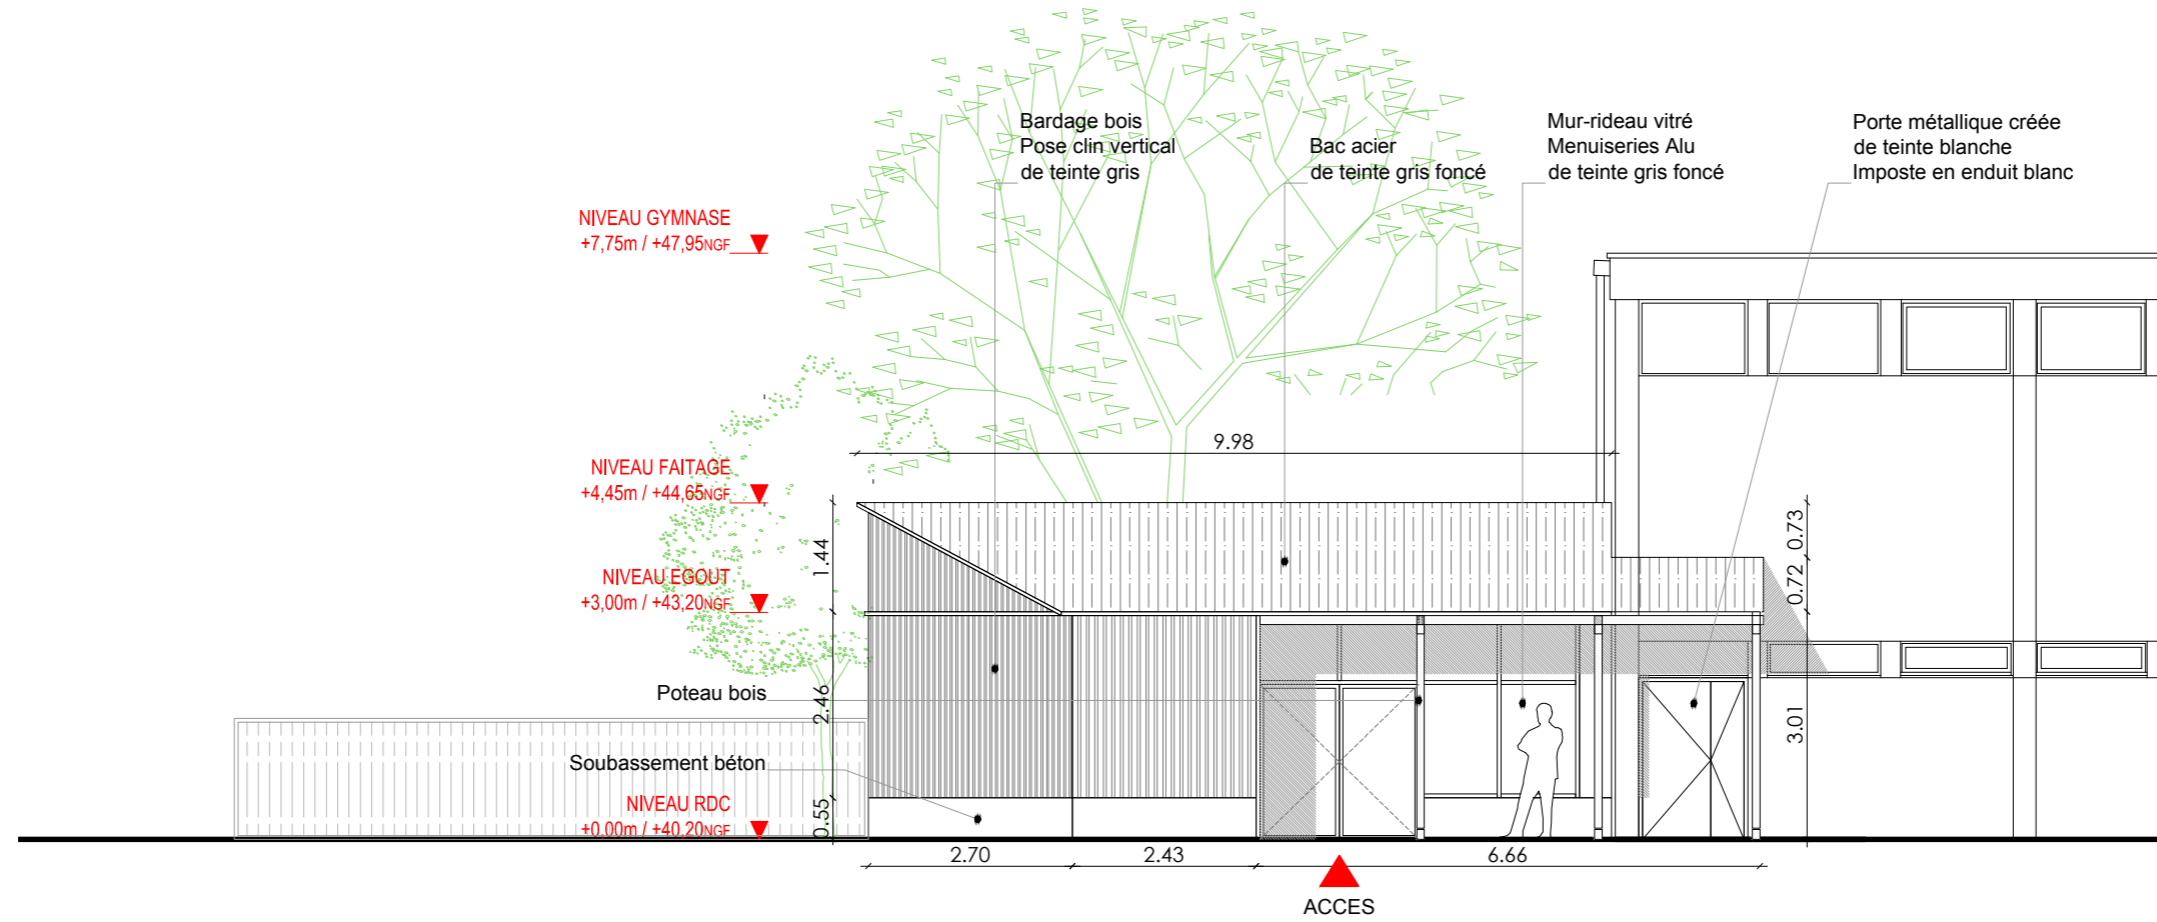 Bardage bois
Pose clin vertical
de teinte gris
Bac acier
de teinte gris foncé
Mur-rideau vitré
Menuiseries Alu
de teinte gris foncé
Porte métallique créée
de teinte blanche
Imposte en enduit blanc
NIVEAU GYMNASE
+7,75m / +47,95NGF
9.98
NIVEAU FAITAGE
+4,45m / +44,65NGF
1.44
0.73
0.72
NIVEAU EGOUT
+3,00m / +43,20NGF
Poteau bois
2.46
3.01
Soubassement béton
NIVEAU RDC
+0,00m / +40,20NGF
0.55
2.70
2.43
6.66
ACCES